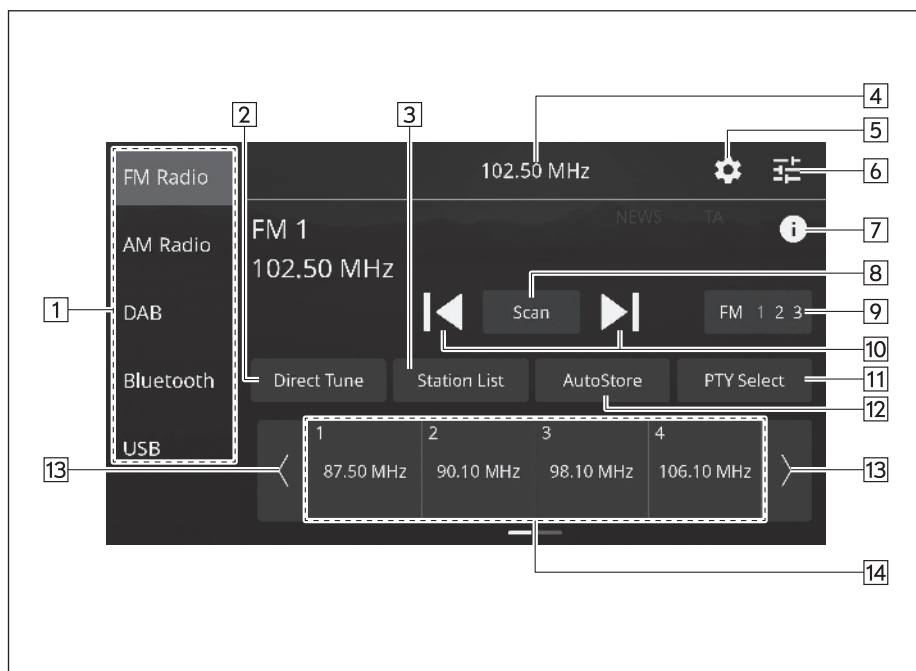 4
2
3
5
102.50 MHz
6
FM Radio
NEWS TA
7
FM 1
AM Radio
102.50 MHz
8
1
DAB
Scan
FM 1 2 3
9
10
Bluetooth
Direct Tune
Station List
AutoStore
PTY Select
11
12
USB
13
1
2
3
4
87.50 MHz
90.10 MHz
98.10 MHz
106.10 MHz
13
14